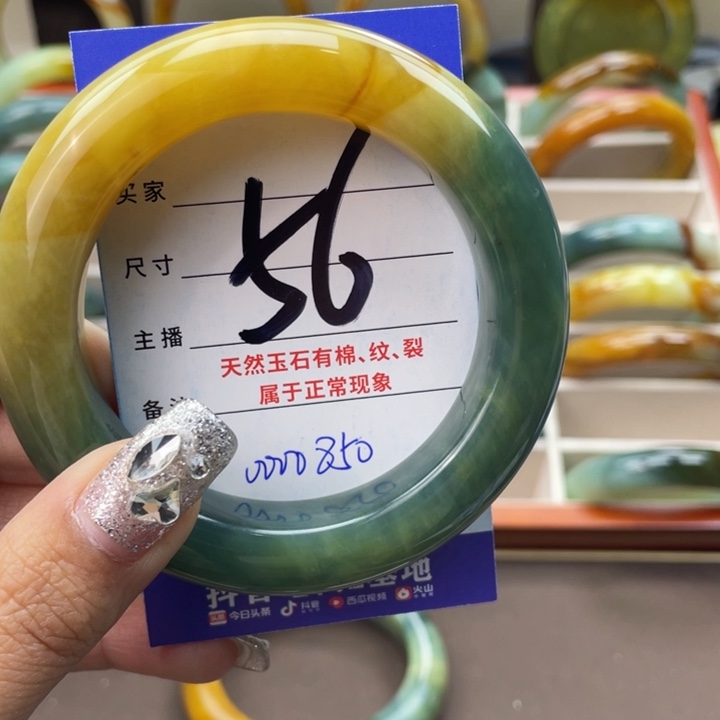 买家
56
尺寸
主播
天然玉石有棉、纹、裂
属于正常现象
备注
0000850
今日头条 抖音 西瓜视频 火山